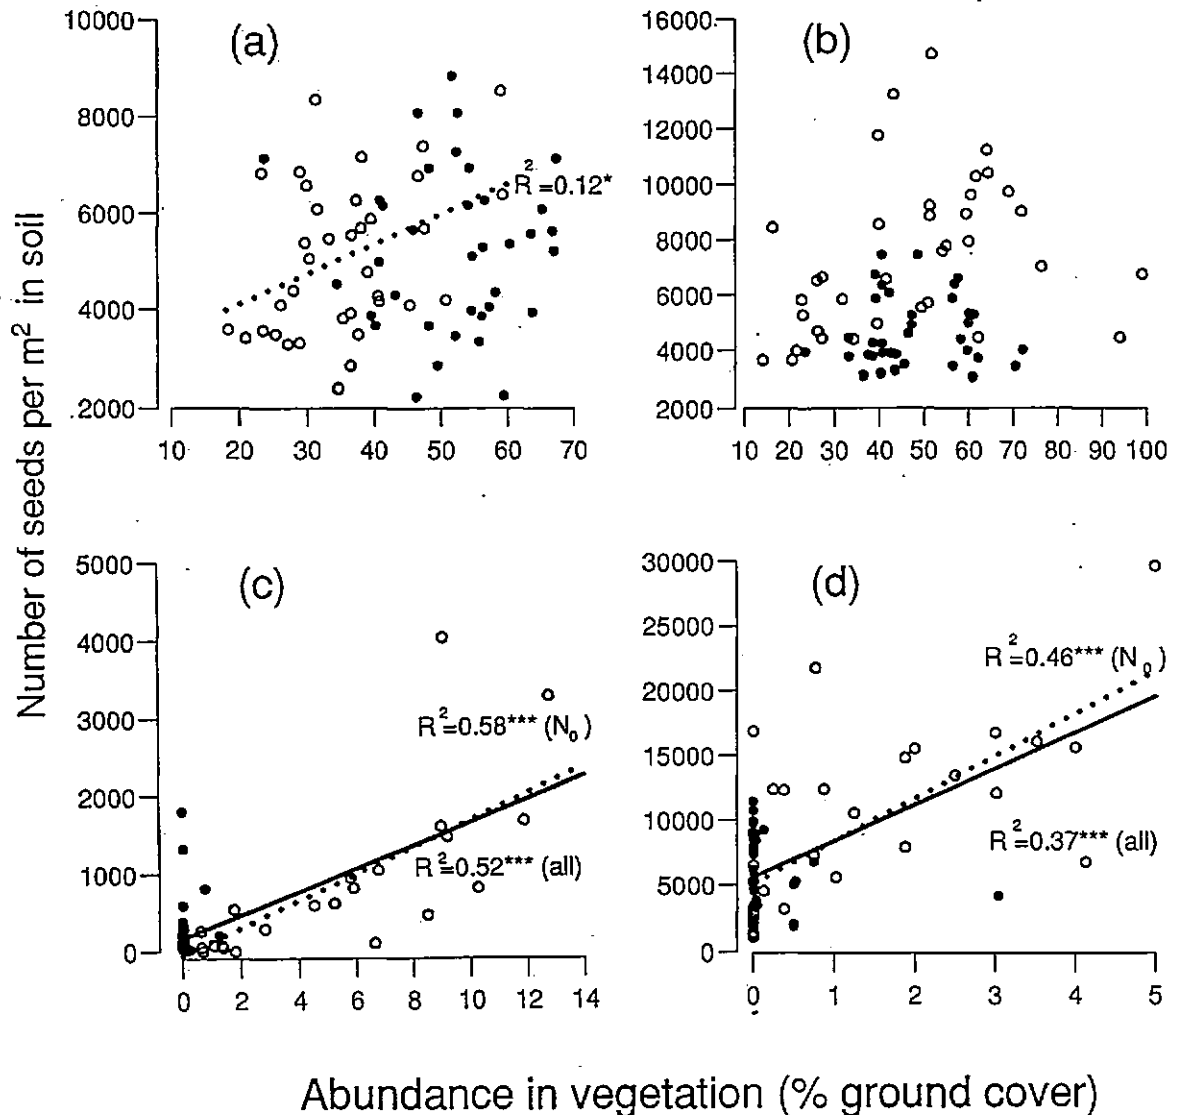 Number of seeds per m² in soil
(a)
10000
8000
6000
4000
2000
10 20 30 40 50 60 70
R²=0.12*
(b)
16000
14000
12000
10000
8000
6000
4000
2000
10 20 30 40 50 60 70 80 90 100
(c)
5000
4000
3000
2000
1000
0
0 2 4 6 8 10 12 14
R²=0.58*** (N₀)
R²=0.52*** (all)
(d)
30000
25000
20000
15000
10000
5000
0
0 1 2 3 4 5
R²=0.46*** (N₀)
R²=0.37*** (all)
Abundance in vegetation (% ground cover)